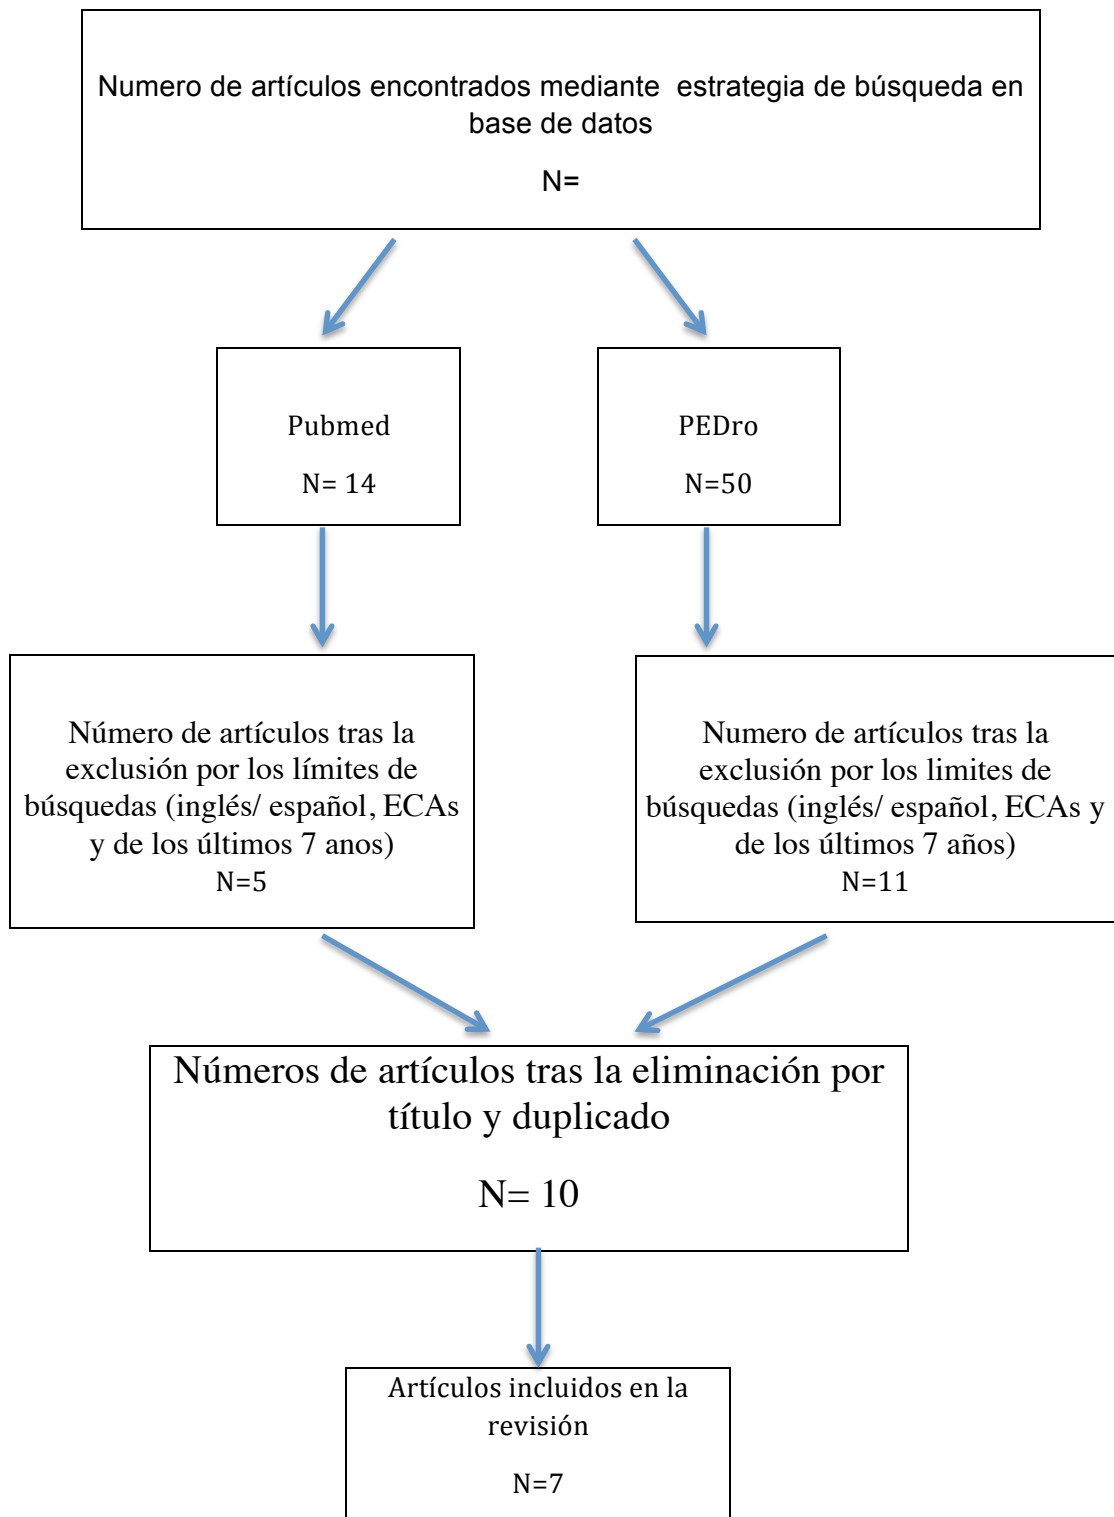 Numero de artículos encontrados mediante estrategia de búsqueda en
base de datos
N=
Pubmed
N= 14
PEDro
N=50
Número de artículos tras la
exclusión por los límites de
búsquedas (inglés/ español, ECAs
y de los últimos 7 anos)
N=5
Numero de artículos tras la
exclusión por los limites de
búsquedas (inglés/ español, ECAs y
de los últimos 7 años)
N=11
Números de artículos tras la eliminación por
título y duplicado
N= 10
Artículos incluidos en la
revisión
N=7